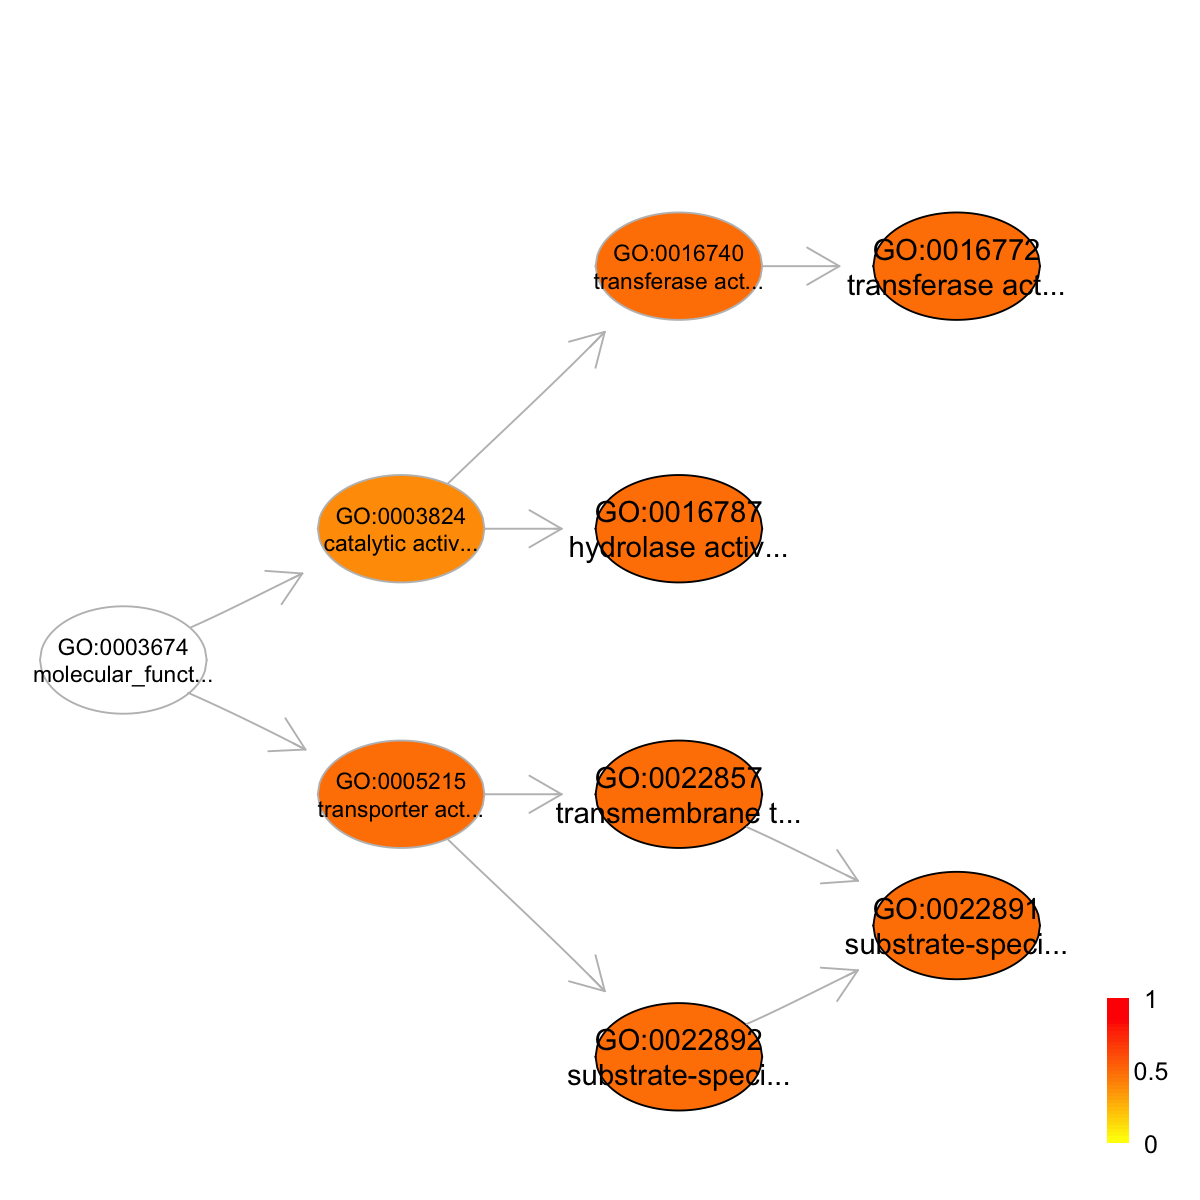 GO:0016740
transferase act...
GO:0016772
transferase act...
GO:0003824
catalytic activ...
GO:0016787
hydrolase activ...
GO:0003674
molecular_funct...
GO:0005215
transporter act...
GO:0022857
transmembrane t...
GO:0022891
substrate-speci...
GO:0022892
substrate-speci...
1
0.5
0